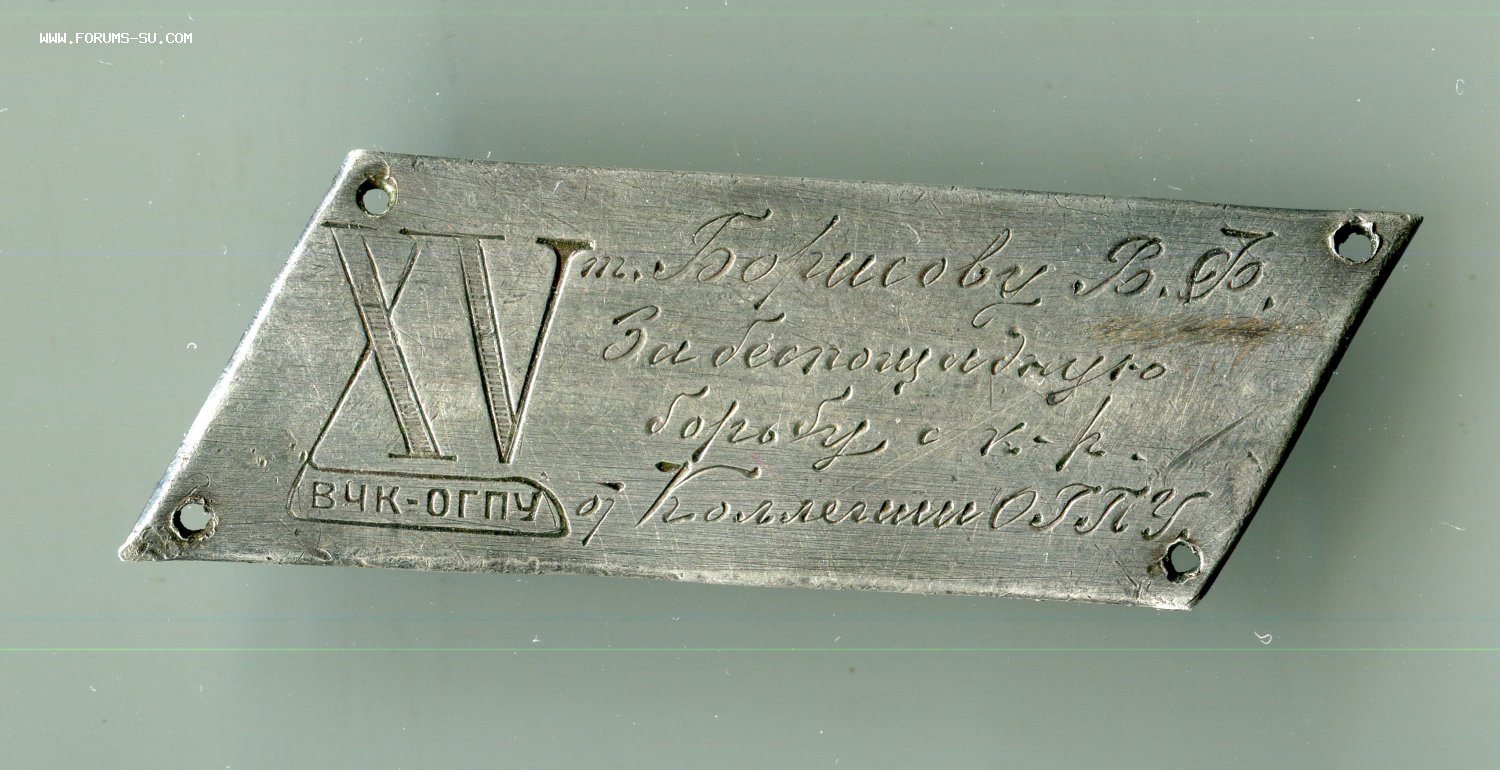 WWW.FORUMS-SU.COM
XV
ВЧК-ОГПУ
т. Борисову В. Ф.
За беспощадную
борьбу с к-р.
от Коллегии ОГПУ.